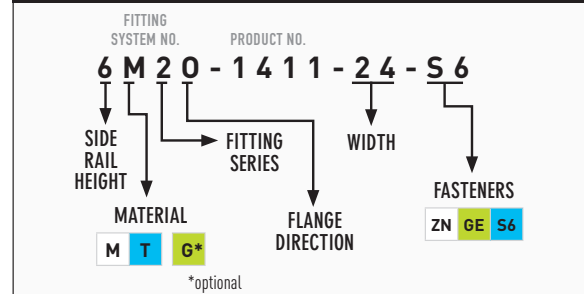 FITTING
SYSTEM NO.
PRODUCT NO.
6M20-1411-24-S6
SIDE
RAIL
HEIGHT
FITTING
SERIES
WIDTH
MATERIAL
M T G*
*optional
FLANGE
DIRECTION
FASTENERS
ZN GE S6